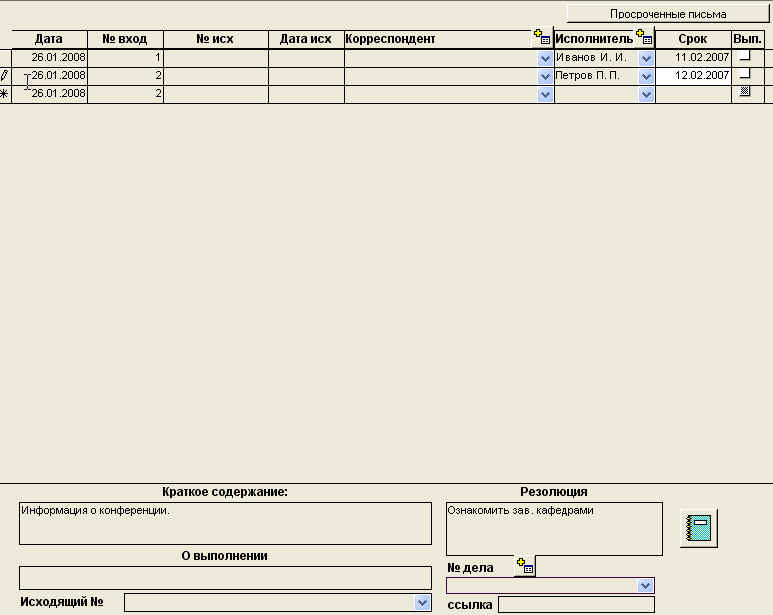 Просроченные письма
Дата № вход № исх Дата исх Корреспондент Исполнитель Срок Вып.
26.01.2008 1 Иванов И. И. 11.02.2007
26.01.2008 2 Петров П. П. 12.02.2007
26.01.2008 2
Краткое содержание: Резолюция
Информация о конференции. Ознакомить зав. кафедрами
О выполнении
№ дела
Исходящий №
ссылка